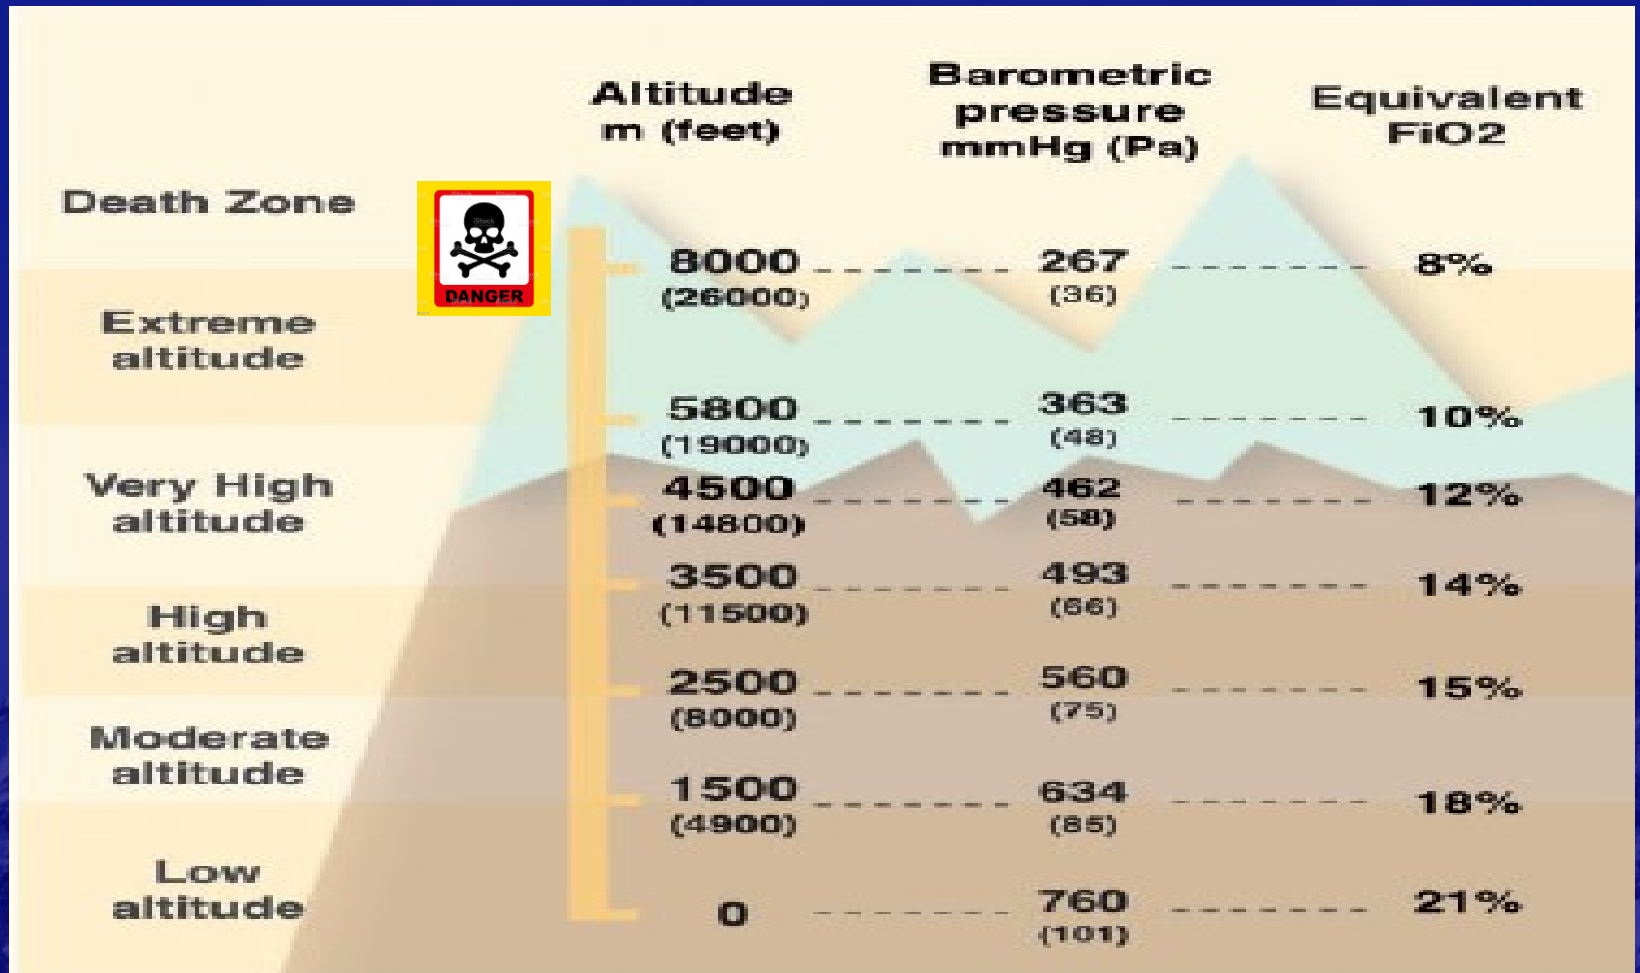 Altitude
m (feet)
Barometric
pressure
mmHg (Pa)
Equivalent
FiO2
Death Zone
iStock
DANGER
8000
(26000)
267
(36)
8%
Extreme
altitude
5800
(19000)
363
(48)
10%
Very High
altitude
4500
(14800)
462
(58)
12%
3500
(11500)
493
(66)
14%
High
altitude
2500
(8000)
560
(75)
15%
Moderate
altitude
1500
(4900)
634
(85)
18%
Low
altitude
0
760
(101)
21%